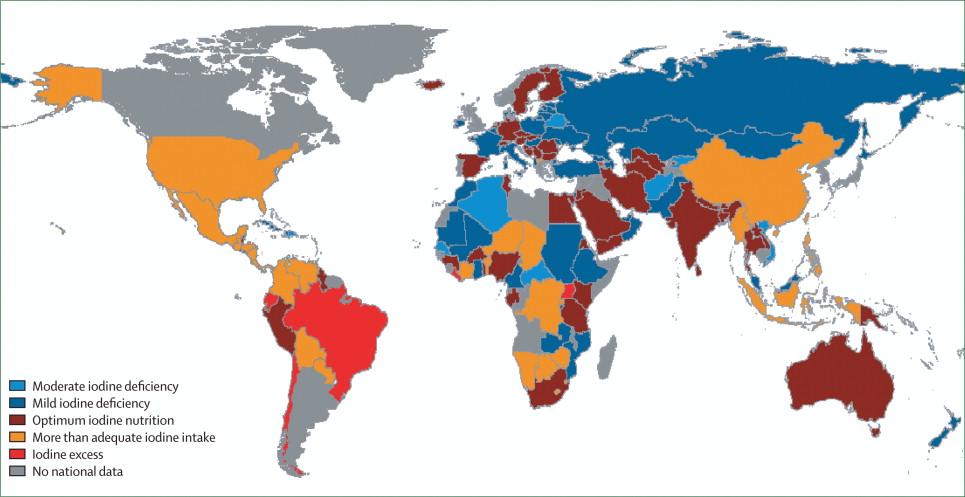 Moderate iodine deficiency
Mild iodine deficiency
Optimum iodine nutrition
More than adequate iodine intake
Iodine excess
No national data